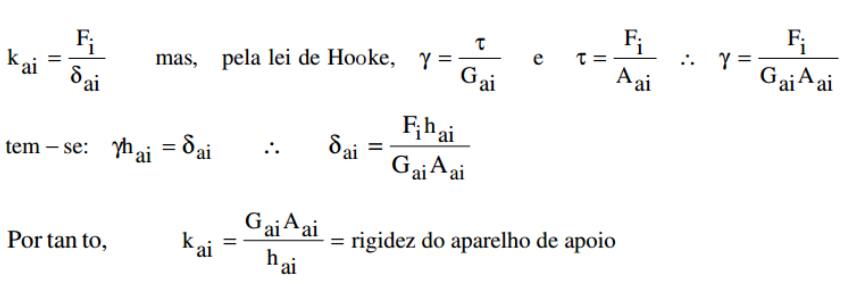 k_ai = F_i / δ_ai mas, pela lei de Hooke, γ = τ / G_ai e τ = F_i / A_ai ∴ γ = F_i / G_ai A_ai
tem – se: γh_ai = δ_ai ∴ δ_ai = F_i h_ai / G_ai A_ai
Por tan to, k_ai = G_ai A_ai / h_ai = rigidez do aparelho de apoio